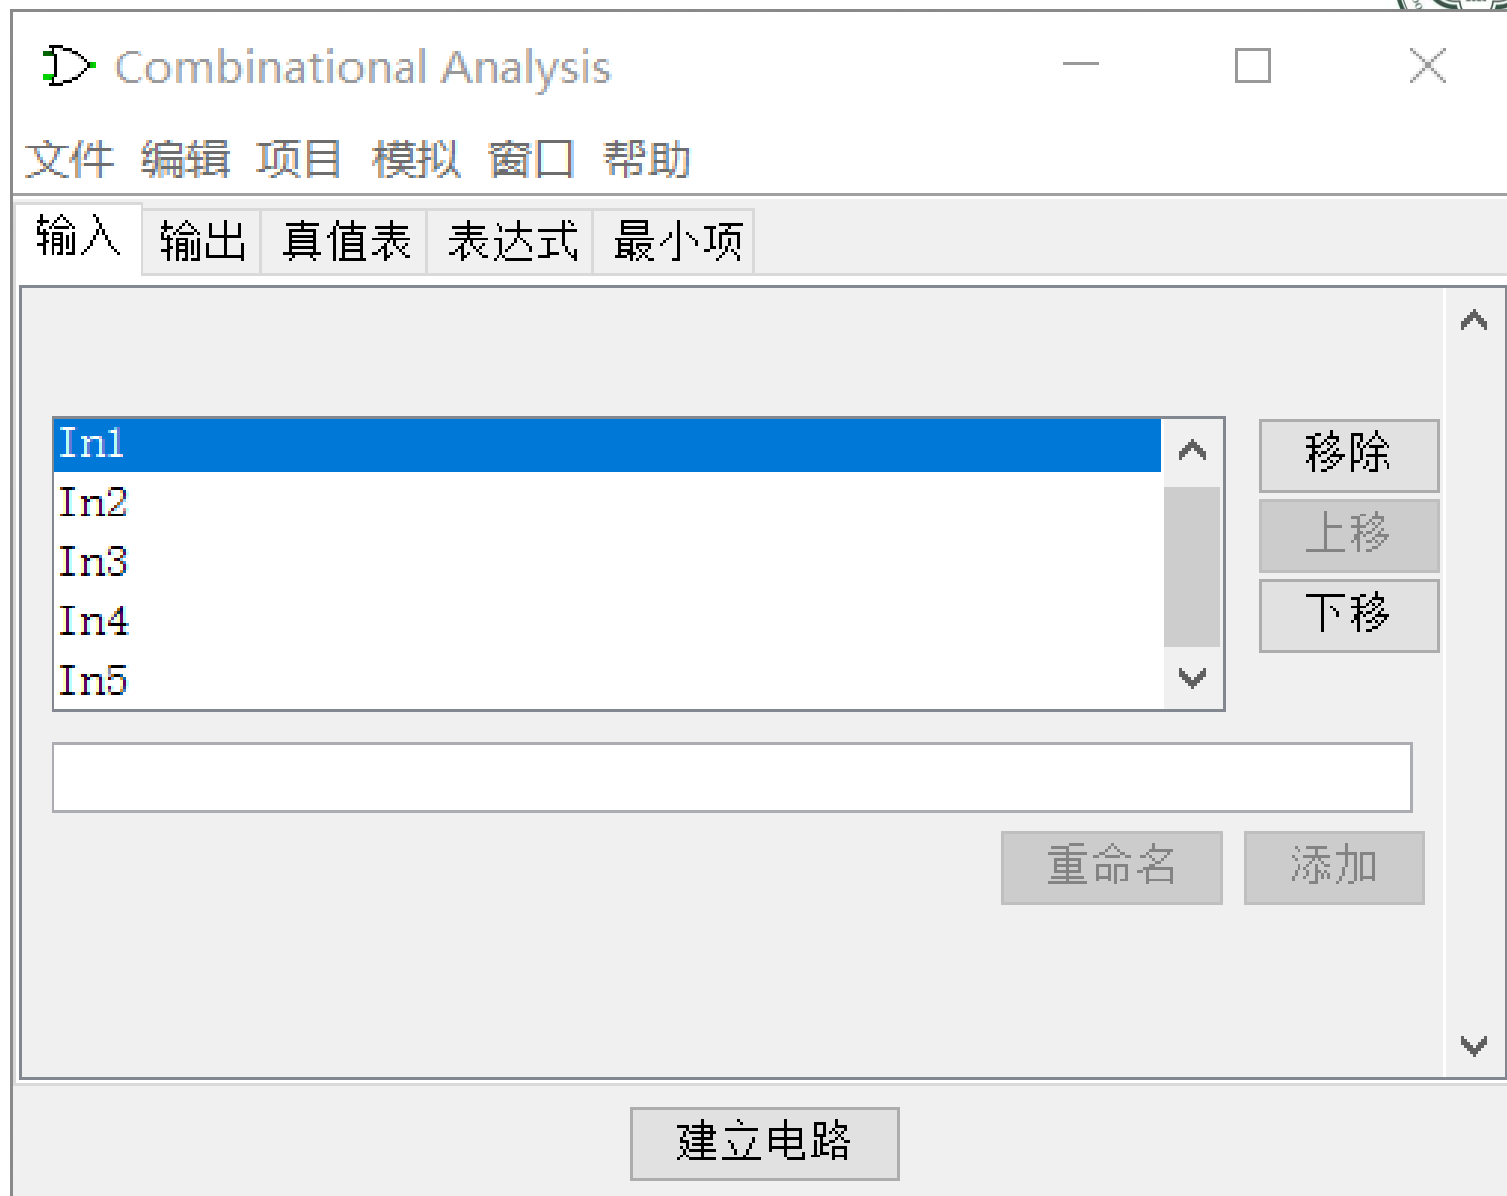 Combinational Analysis
文件 编辑 项目 模拟 窗口 帮助
输入 输出 真值表 表达式 最小项
In1
In2
In3
In4
In5
移除
上移
下移
重命名 添加
建立电路